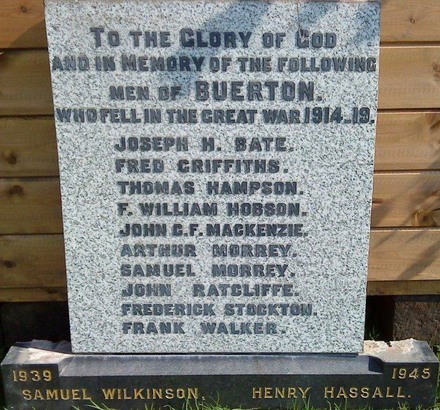 TO THE GLORY OF GOD
AND IN MEMORY OF THE FOLLOWING
MEN OF BUERTON.
WHO FELL IN THE GREAT WAR 1914-19.
JOSEPH H. BATE.
FRED GRIFFITHS.
THOMAS HAMPSON.
F. WILLIAM HOBSON.
JOHN G.F. MACKENZIE.
ARTHUR MORREY.
SAMUEL MORREY.
JOHN RATCLIFFE.
FREDERICK STOCKTON.
FRANK WALKER.
1939 1945
SAMUEL WILKINSON. HENRY HASSALL.